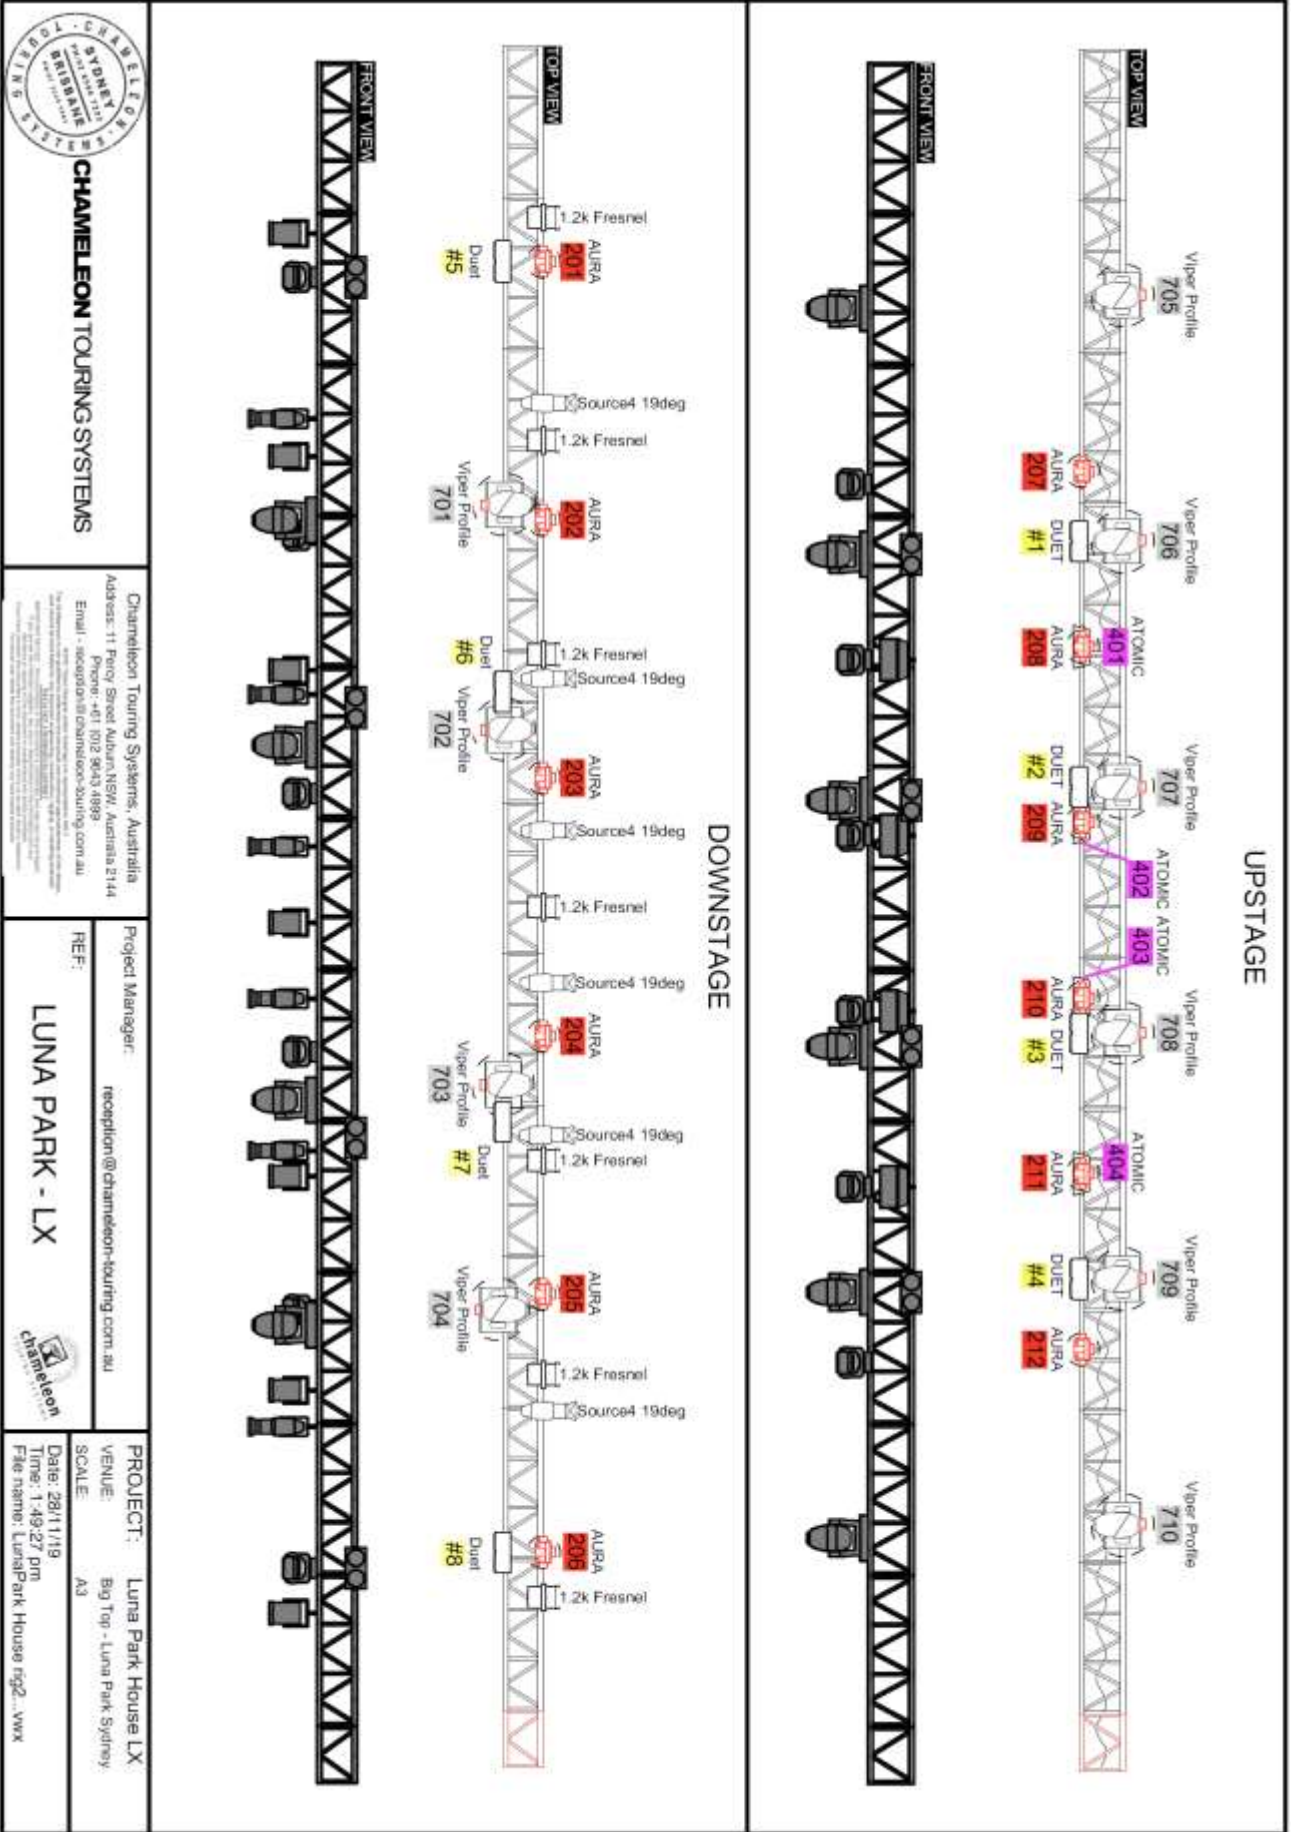 UPSTAGE
TOP VIEW
Viper Profile
705
Viper Profile
706
Viper Profile
707
Viper Profile
708
Viper Profile
709
Viper Profile
710
ATOMIC
401
ATOMIC ATOMIC
402
403
ATOMIC
404
AURA
207
DUET
#1
AURA
208
DUET
#2
AURA
209
AURA
210
DUET
#3
AURA
211
DUET
#4
AURA
212
FRONT VIEW
DOWNSTAGE
TOP VIEW
1.2k Fresnel
Source4 19deg
1.2k Fresnel
1.2k Fresnel
Source4 19deg
Source4 19deg
1.2k Fresnel
Source4 19deg
Source4 19deg
1.2k Fresnel
1.2k Fresnel
Source4 19deg
1.2k Fresnel
AURA
201
AURA
202
AURA
203
AURA
204
AURA
205
AURA
206
Duet
#5
Viper Profile
701
Duet
#6
Viper Profile
702
Viper Profile
703
Duet
#7
Viper Profile
704
Duet
#8
FRONT VIEW
CHAMELEON TOURING SYSTEMS
SYDNEY
BRISBANE
CHAMELEON TOURING SYSTEMS
Chameleon Touring Systems, Australia
Address: 11 Percy Street Auburn,NSW, Australia 2144
Phone: +61 (0)2 9643 4899
Email - reception@chameleon-touring.com.au
Project Manager:
reception@chameleon-touring.com.au
REF:
LUNA PARK - LX
chameleon
PROJECT: Luna Park House LX
VENUE: Big Top - Luna Park Sydney
SCALE: A3
Date: 28/11/19
Time: 1:49:27 pm
File name: LunaPark House rig2...vwx